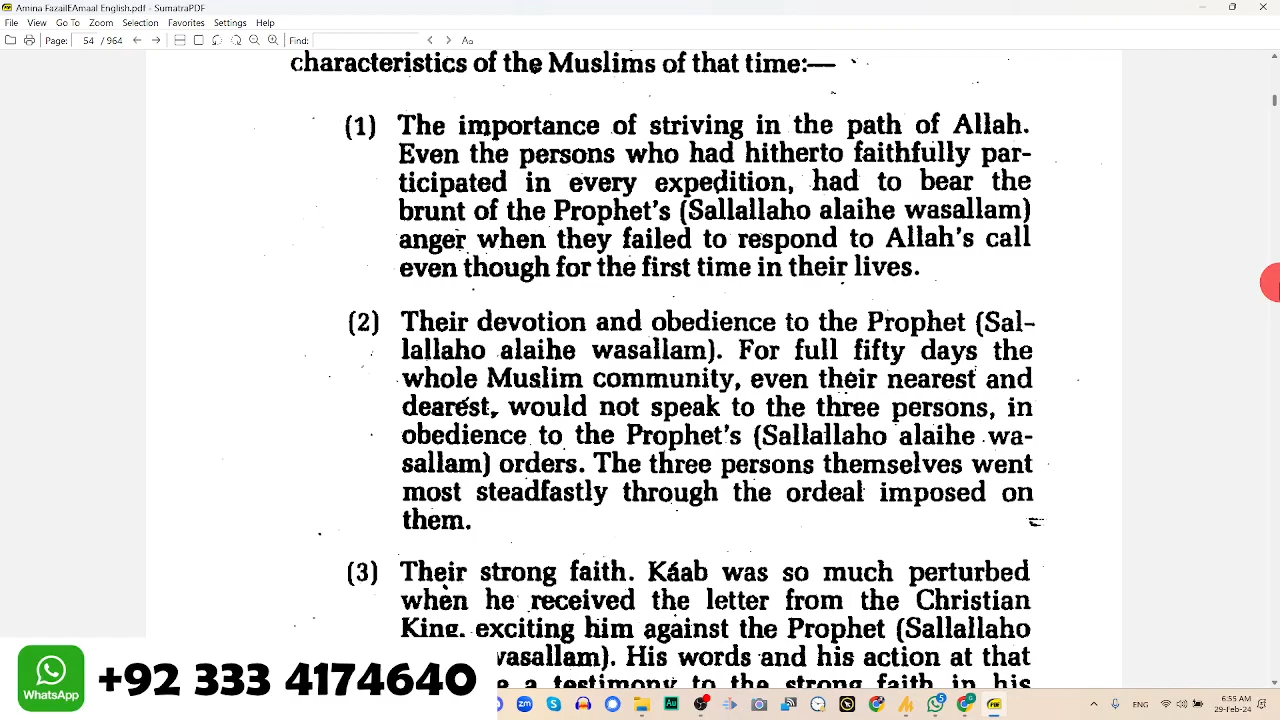 Amina FazailEAmaal English.pdf - SumatraPDF
File View Go To Zoom Selection Favorites Settings Help
Page: 54 / 964 Find: Aa
characteristics of the Muslims of that time:—
(1) The importance of striving in the path of Allah.
Even the persons who had hitherto faithfully par-
ticipated in every expedition, had to bear the
brunt of the Prophet's (Sallallaho alaihe wasallam)
anger when they failed to respond to Allah's call
even though for the first time in their lives.
(2) Their devotion and obedience to the Prophet (Sal-
lallaho alaihe wasallam). For full fifty days the
whole Muslim community, even their nearest and
dearest, would not speak to the three persons, in
obedience to the Prophet's (Sallallaho alaihe wa-
sallam) orders. The three persons themselves went
most steadfastly through the ordeal imposed on
them.
(3) Their strong faith. Káab was so much perturbed
when he received the letter from the Christian
King, exciting him against the Prophet (Sallallaho
wasallam). His words and his action at that
a testimony to the strong faith in his
WhatsApp +92 333 4174640
ENG 5:55 AM
29-Feb-24